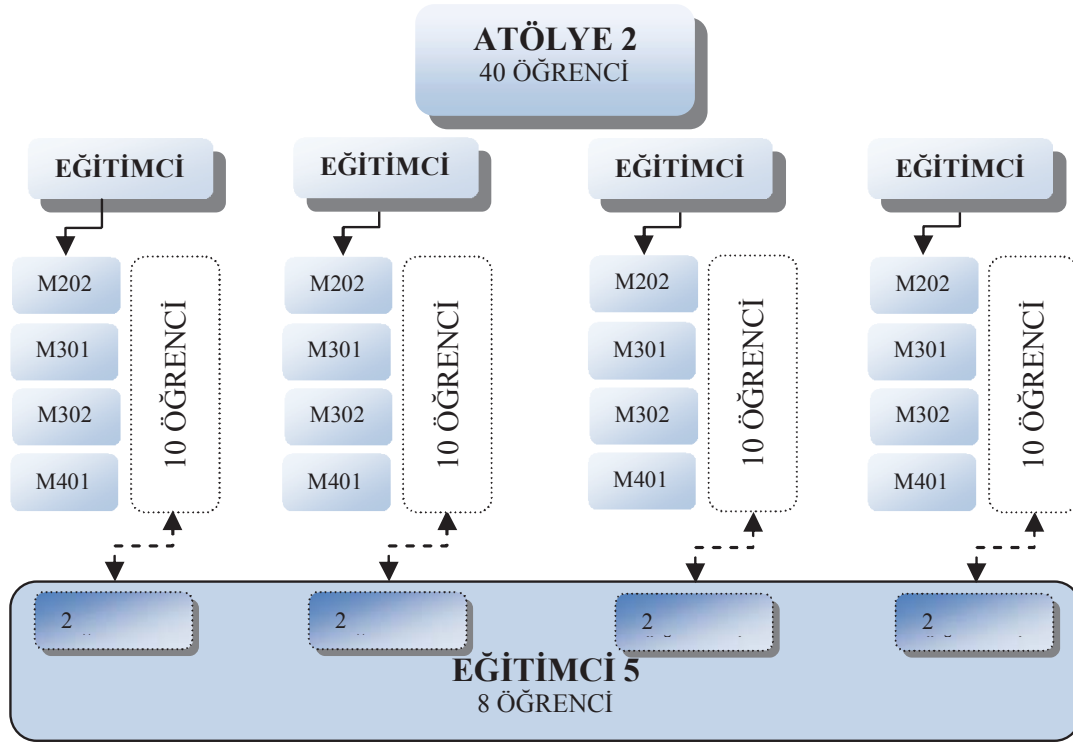 ATÖLYE 2
40 ÖĞRENCİ
EĞİTİMCİ
EĞİTİMCİ
EĞİTİMCİ
EĞİTİMCİ
M202
M301
M302
M401
10 ÖĞRENCİ
M202
M301
M302
M401
10 ÖĞRENCİ
M202
M301
M302
M401
10 ÖĞRENCİ
M202
M301
M302
M401
10 ÖĞRENCİ
2
2
2
2
EĞİTİMCİ 5
8 ÖĞRENCİ